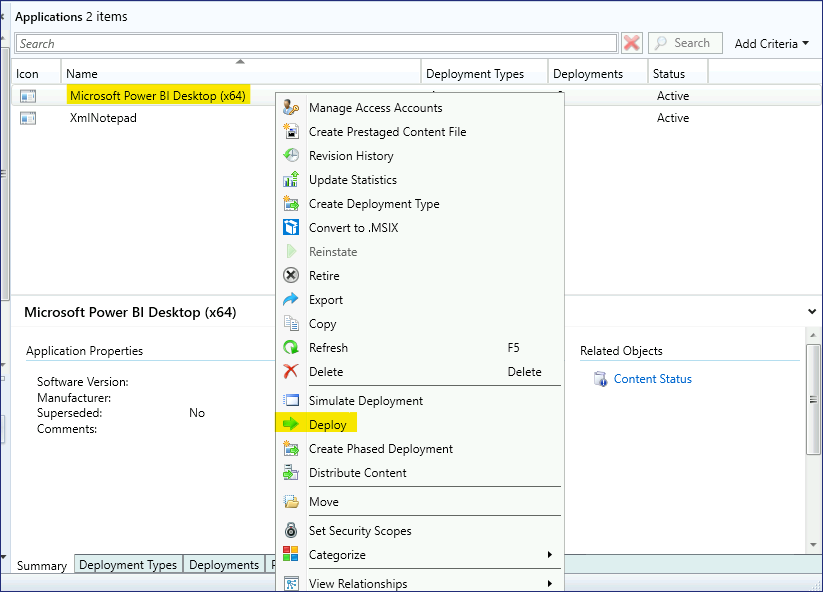 Applications 2 items
Search
Search
Add Criteria
Icon Name Deployment Types Deployments Status
Microsoft Power BI Desktop (x64) Active
XmlNotepad Active
Manage Access Accounts
Create Prestaged Content File
Revision History
Update Statistics
Create Deployment Type
Convert to .MSIX
Reinstate
Retire
Export
Copy
Refresh F5
Delete Delete
Simulate Deployment
Deploy
Create Phased Deployment
Distribute Content
Move
Set Security Scopes
Categorize
View Relationships
Microsoft Power BI Desktop (x64)
Application Properties
Software Version:
Manufacturer:
Superseded: No
Comments:
Related Objects
Content Status
Summary Deployment Types Deployments